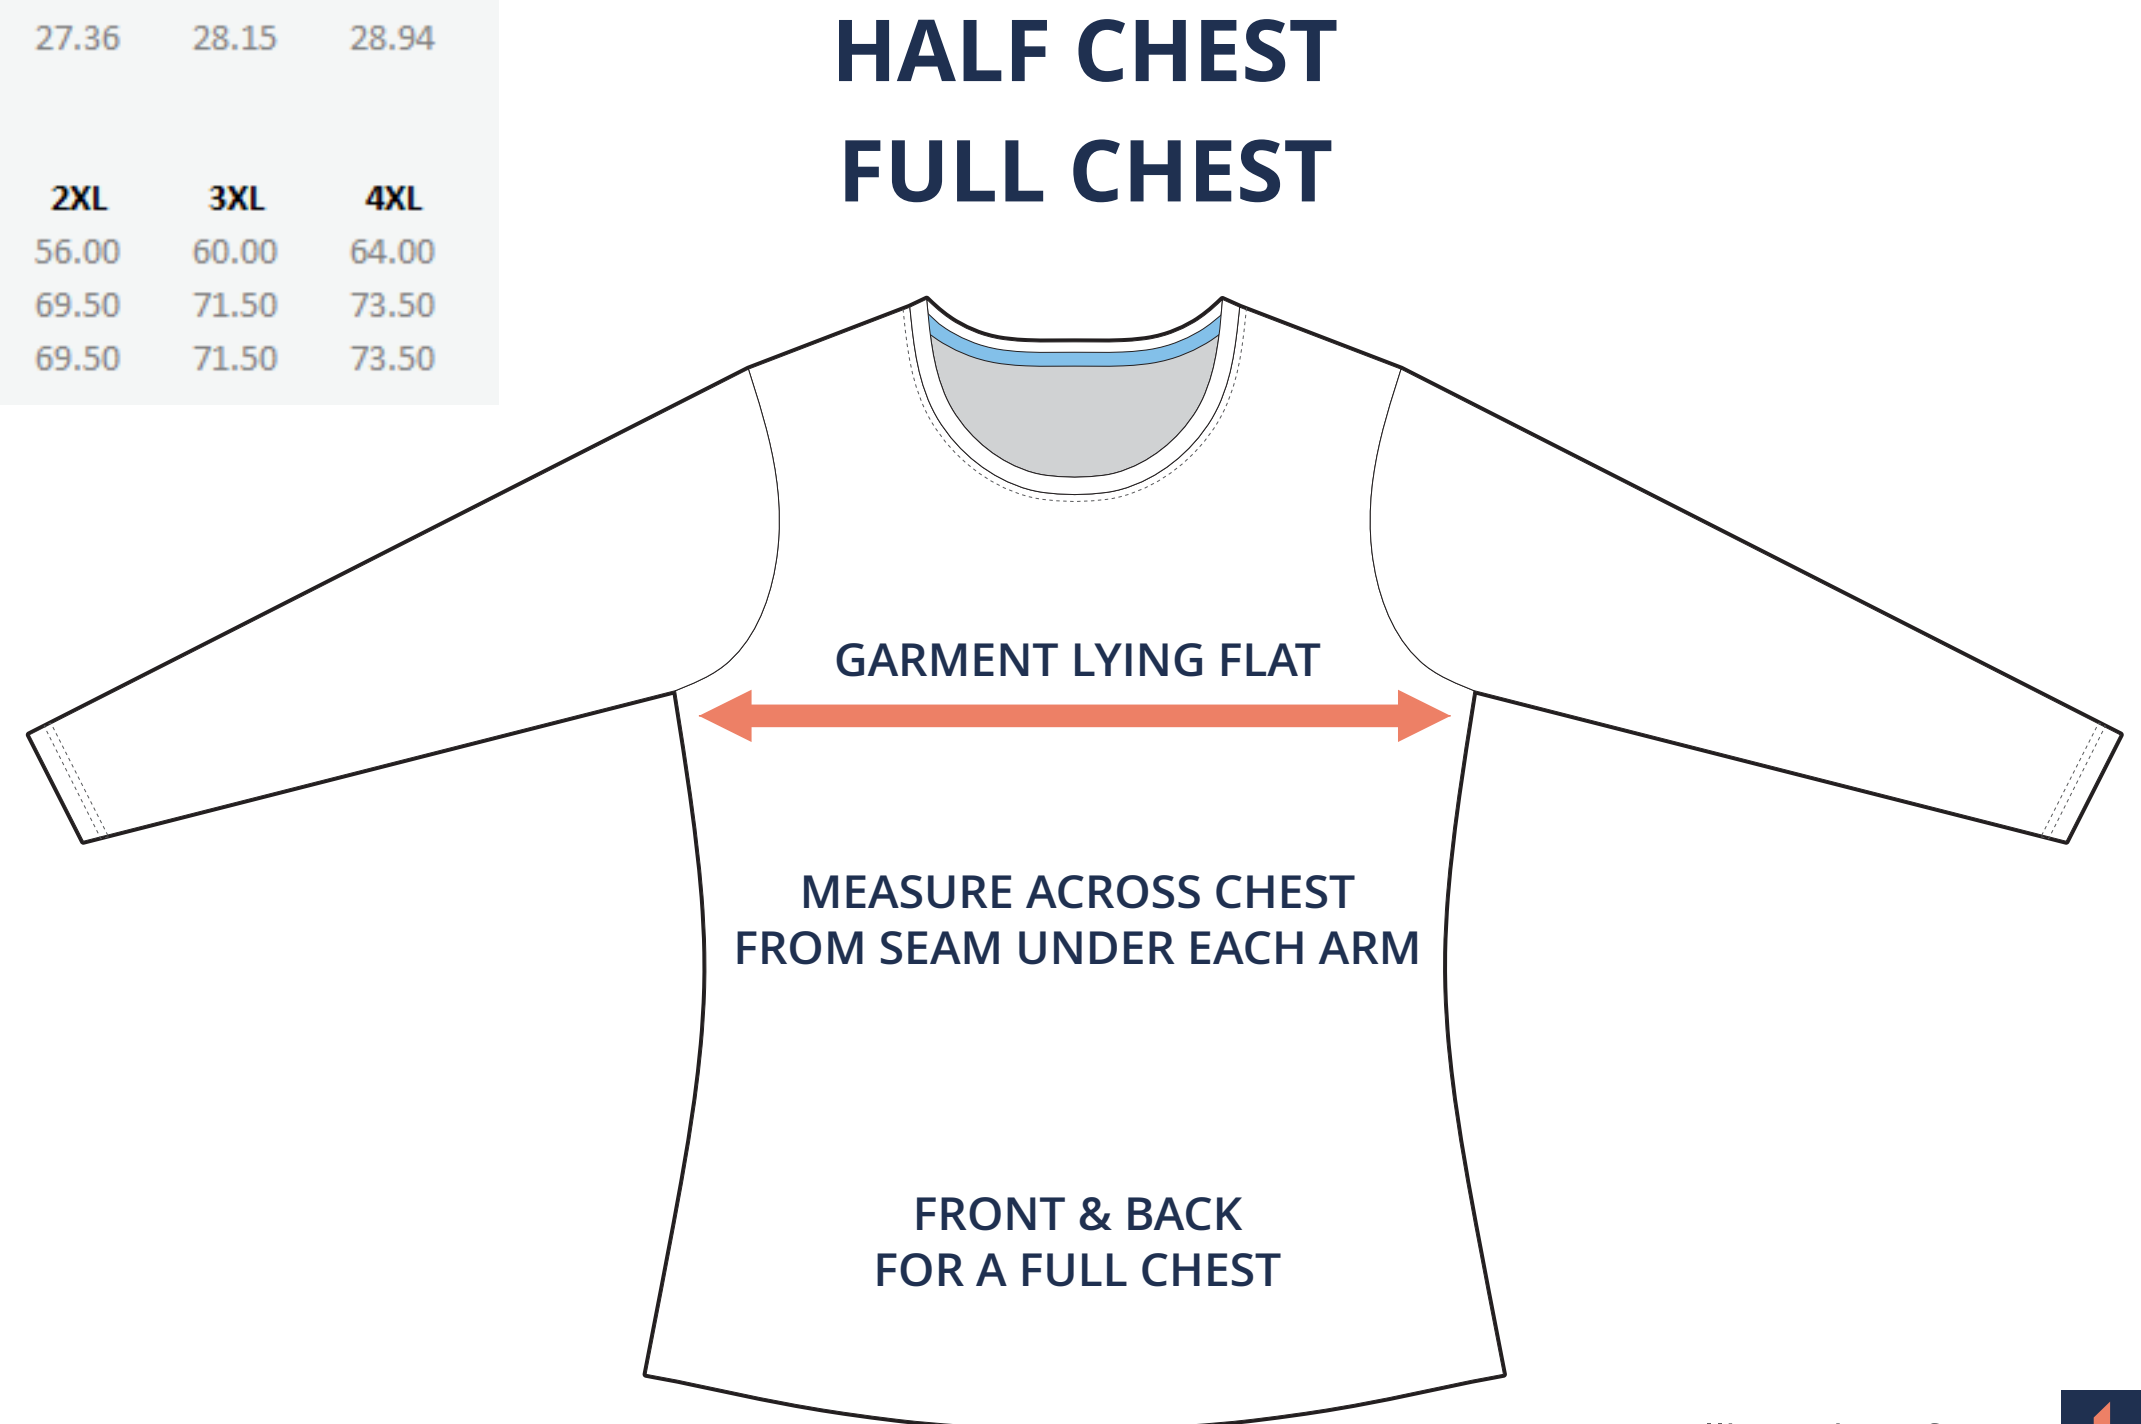 27.36 28.15 28.94
2XL 3XL 4XL
56.00 60.00 64.00
69.50 71.50 73.50
69.50 71.50 73.50
HALF CHEST
FULL CHEST
GARMENT LYING FLAT
MEASURE ACROSS CHEST
FROM SEAM UNDER EACH ARM
FRONT & BACK
FOR A FULL CHEST